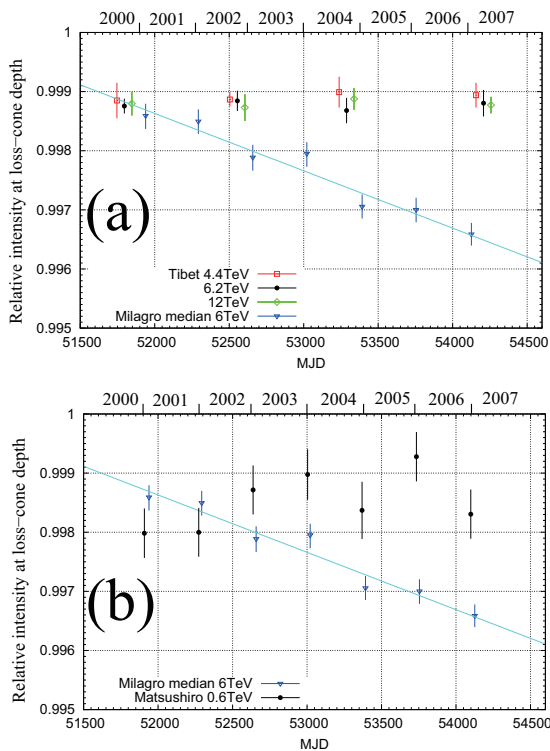 2000 2001 2002 2003 2004 2005 2006 2007
1
0.999
0.998
0.997
0.996
0.995
Relative intensity at loss−cone depth
(a)
Tibet 4.4TeV
6.2TeV
12TeV
Milagro median 6TeV
51500 52000 52500 53000 53500 54000 54500
MJD
2000 2001 2002 2003 2004 2005 2006 2007
1
0.999
0.998
0.997
0.996
0.995
Relative intensity at loss−cone depth
(b)
Milagro median 6TeV
Matsushiro 0.6TeV
51500 52000 52500 53000 53500 54000 54500
MJD